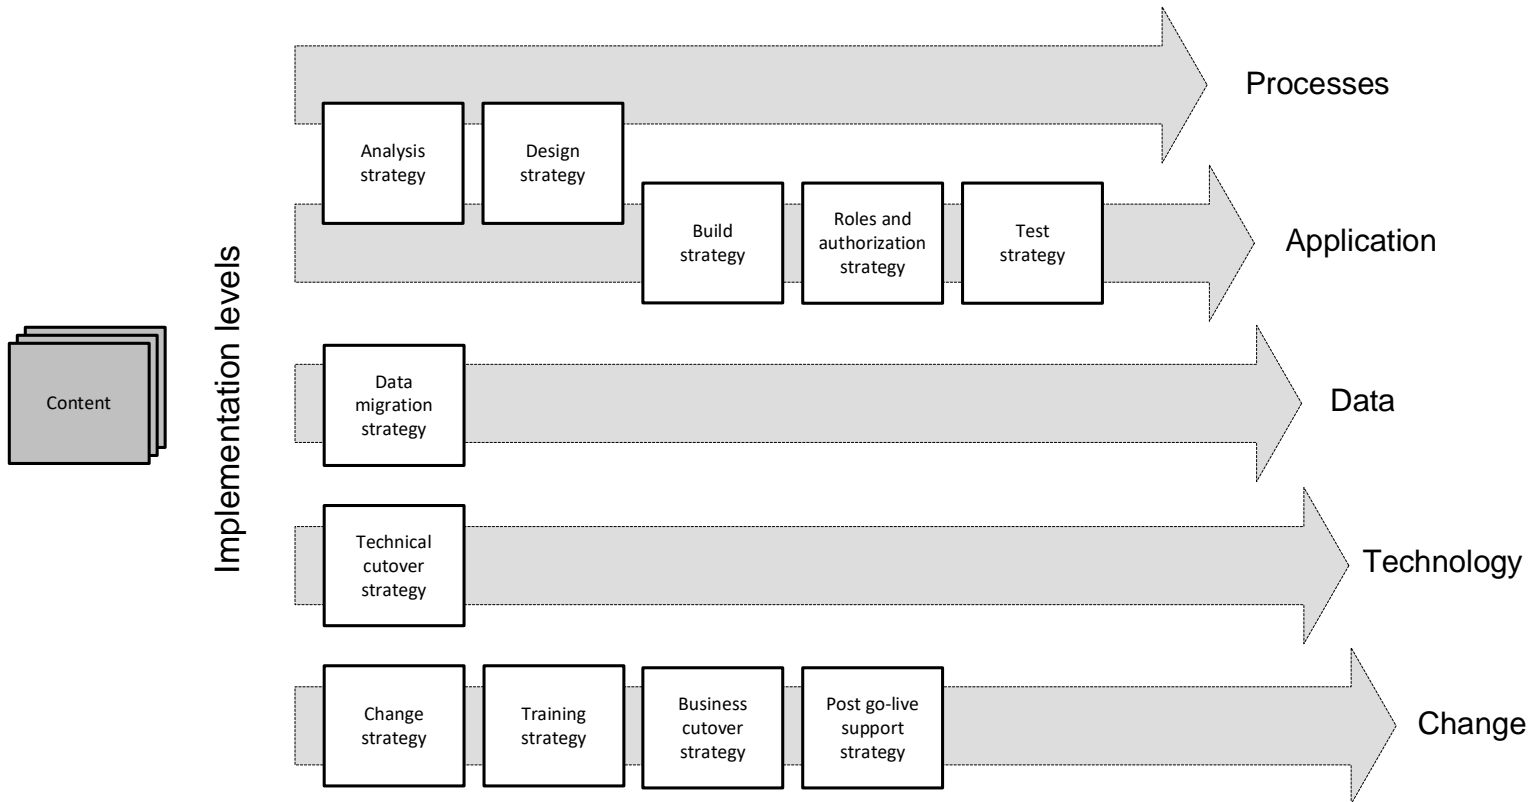 Processes
Analysis
strategy
Design
strategy
Build
strategy
Roles and
authorization
strategy
Test
strategy
Application
Implementation levels
Content
Data
migration
strategy
Data
Technical
cutover
strategy
Technology
Change
strategy
Training
strategy
Business
cutover
strategy
Post go-live
support
strategy
Change